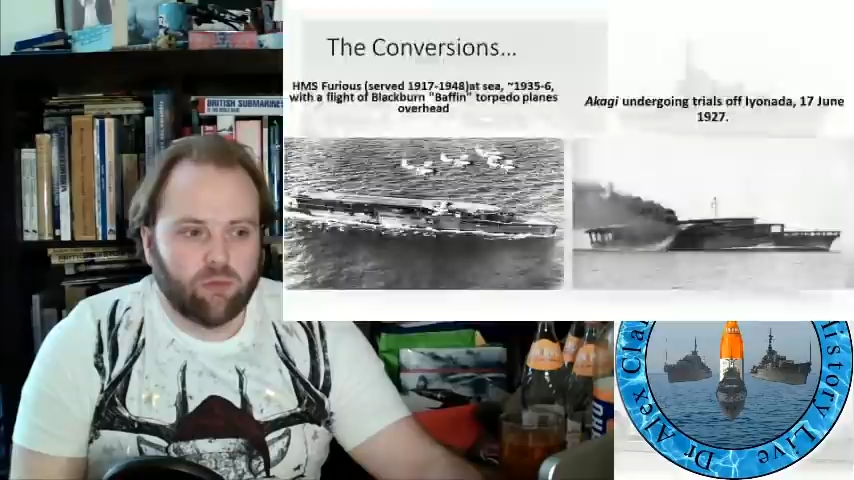 The Conversions...
HMS Furious (served 1917-1948)at sea, ~1935-6,
with a flight of Blackburn "Baffin" torpedo planes
overhead
Akagi undergoing trials off Iyonada, 17 June
1927.
BRITISH SUBMARINE
Dr Alex Cla
History Live